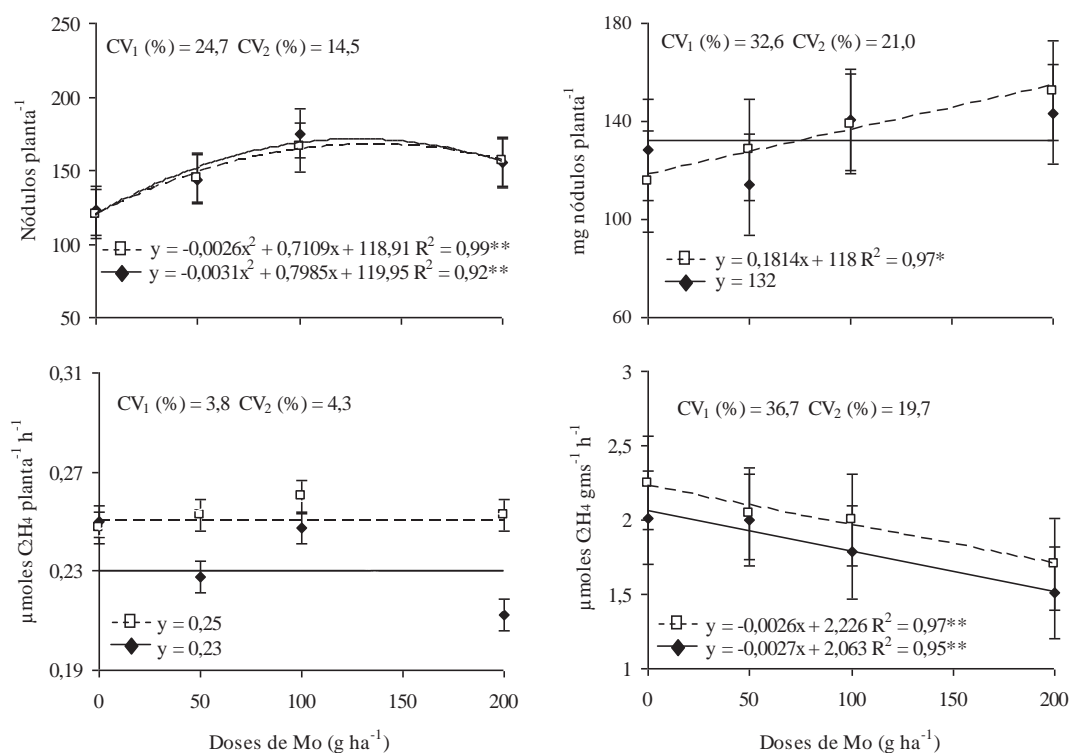 250
200
150
100
50
Nódulos planta⁻¹
CV₁ (%) = 24,7 CV₂ (%) = 14,5
y = -0,0026x² + 0,7109x + 118,91 R² = 0,99**
y = -0,0031x² + 0,7985x + 119,95 R² = 0,92**
180
140
100
60
mg nódulos planta⁻¹
CV₁ (%) = 32,6 CV₂ (%) = 21,0
y = 0,1814x + 118 R² = 0,97*
y = 132
0,31
0,27
0,23
0,19
µmoles C2H4 planta⁻¹ h⁻¹
CV₁ (%) = 3,8 CV₂ (%) = 4,3
y = 0,25
y = 0,23
0 50 100 150 200
Doses de Mo (g ha⁻¹)
3
2,5
2
1,5
1
µmoles C2H4 gms⁻¹ h⁻¹
CV₁ (%) = 36,7 CV₂ (%) = 19,7
y = -0,0026x + 2,226 R² = 0,97**
y = -0,0027x + 2,063 R² = 0,95**
0 50 100 150 200
Doses de Mo (g ha⁻¹)